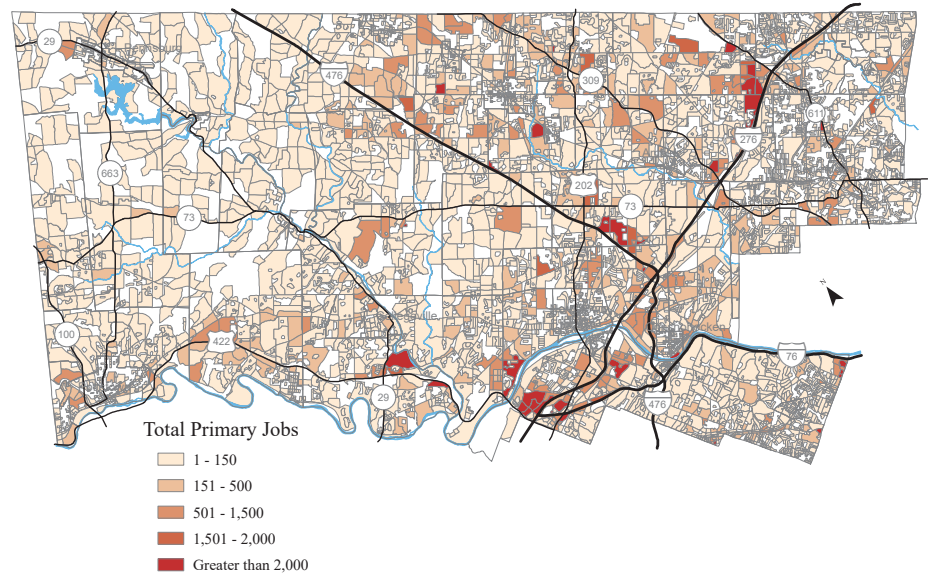 29
476
309
611
276
663
202
73
73
100
422
76
29
476
Total Primary Jobs
1 - 150
151 - 500
501 - 1,500
1,501 - 2,000
Greater than 2,000